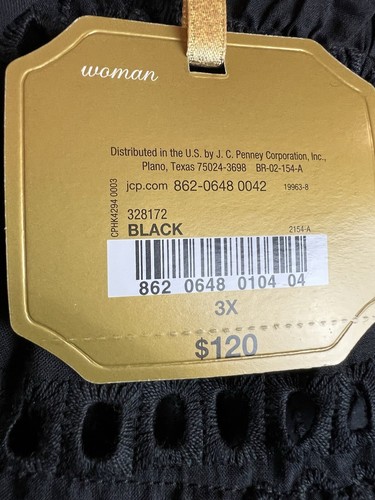 woman
Distributed in the U.S. by J. C. Penney Corporation, Inc.,
Plano, Texas 75024-3698 BR-02-154-A
jcp.com 862-0648 0042 19963-8
CPHK4294 0003
328172
BLACK 2154-A
862 0648 0104 04
3X
$120